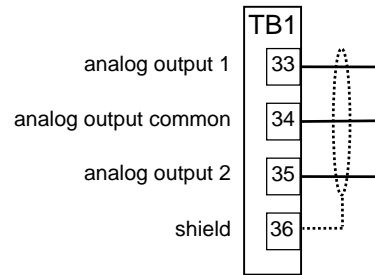 TB1
analog output 1 33
analog output common 34
analog output 2 35
shield 36